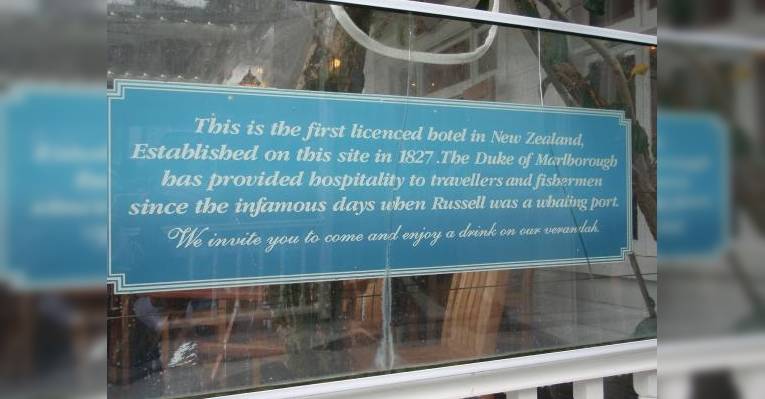 This is the first licenced hotel in New Zealand,
Established on this site in 1827 .The Duke of Marlborough
has provided hospitality to travellers and fishermen
since the infamous days when Russell was a whaling port.
We invite you to come and enjoy a drink on our verandah.